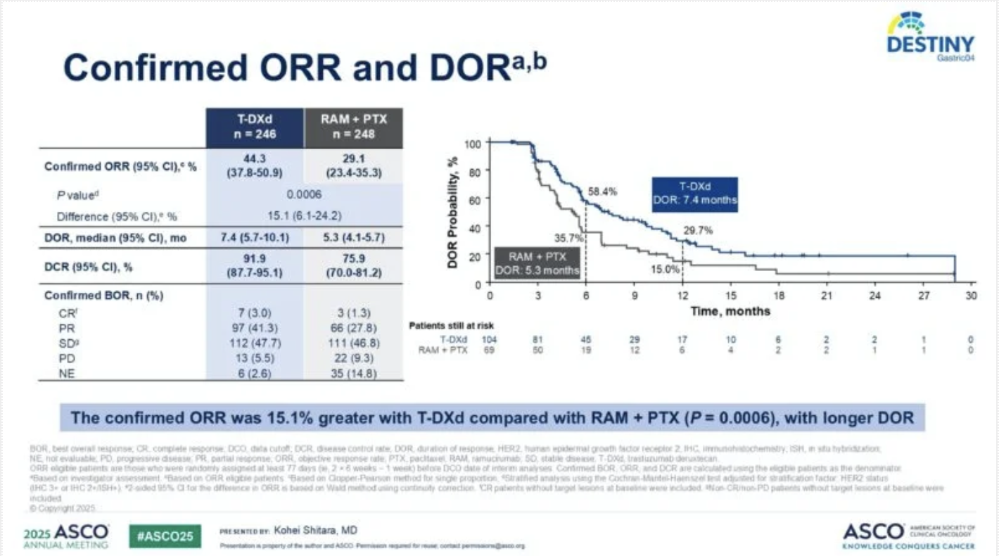 DESTINY
Gastric04
Confirmed ORR and DORa,b
T-DXd n = 246 RAM + PTX n = 248
Confirmed ORR (95% CI),c % 44.3 (37.8-50.9) 29.1 (23.4-35.3)
P valued 0.0006
Difference (95% CI),e % 15.1 (6.1-24.2)
DOR, median (95% CI), mo 7.4 (5.7-10.1) 5.3 (4.1-5.7)
DCR (95% CI), % 91.9 (87.7-95.1) 75.9 (70.0-81.2)
Confirmed BOR, n (%)
CRf 7 (3.0) 3 (1.3)
PR 97 (41.3) 66 (27.8)
SDg 112 (47.7) 111 (46.8)
PD 13 (5.5) 22 (9.3)
NE 6 (2.6) 35 (14.8)
DOR Probability, %
100
80
60
40
20
0
58.4%
T-DXd
DOR: 7.4 months
29.7%
35.7%
RAM + PTX
DOR: 5.3 months
15.0%
0 3 6 9 12 15 18 21 24 27 30
Time, months
Patients still at risk
T-DXd 104 81 45 29 17 10 6 2 2 1 0
RAM + PTX 69 50 19 12 6 4 2 2 1 1 0
The confirmed ORR was 15.1% greater with T-DXd compared with RAM + PTX (P = 0.0006), with longer DOR
BOR, best overall response; CR, complete response; DCO, data cutoff; DCR, disease control rate; DOR, duration of response; HER2, human epidermal growth factor receptor 2; IHC, immunohistochemistry; ISH, in situ hybridization;
NE, not evaluable; PD, progressive disease; PR, partial response; ORR, objective response rate; PTX, paclitaxel; RAM, ramucirumab; SD, stable disease; T-DXd, trastuzumab deruxtecan.
ORR eligible patients are those who were randomly assigned at least 77 days (ie, 2 × 6 weeks – 1 week) before DCO date of interim analyses. Confirmed BOR, ORR, and DCR are calculated using the eligible patients as the denominator.
aBased on investigator assessment. bBased on ORR eligible patients. cBased on Clopper-Pearson method for single proportion. dStratified analysis using the Cochran-Mantel-Haenszel test adjusted for stratification factor: HER2 status
(IHC 3+ or IHC 2+/ISH+). e2-sided 95% CI for the difference in ORR is based on Wald method using continuity correction. fCR patients without target lesions at baseline were included. gNon-CR/non-PD patients without target lesions at baseline were
included.
© Copyright 2025
2025 ASCO
ANNUAL MEETING
#ASCO25
PRESENTED BY: Kohei Shitara, MD
Presentation is property of the author and ASCO. Permission required for reuse; contact permissions@asco.org
ASCO AMERICAN SOCIETY OF
CLINICAL ONCOLOGY
KNOWLEDGE CONQUERS CANCER